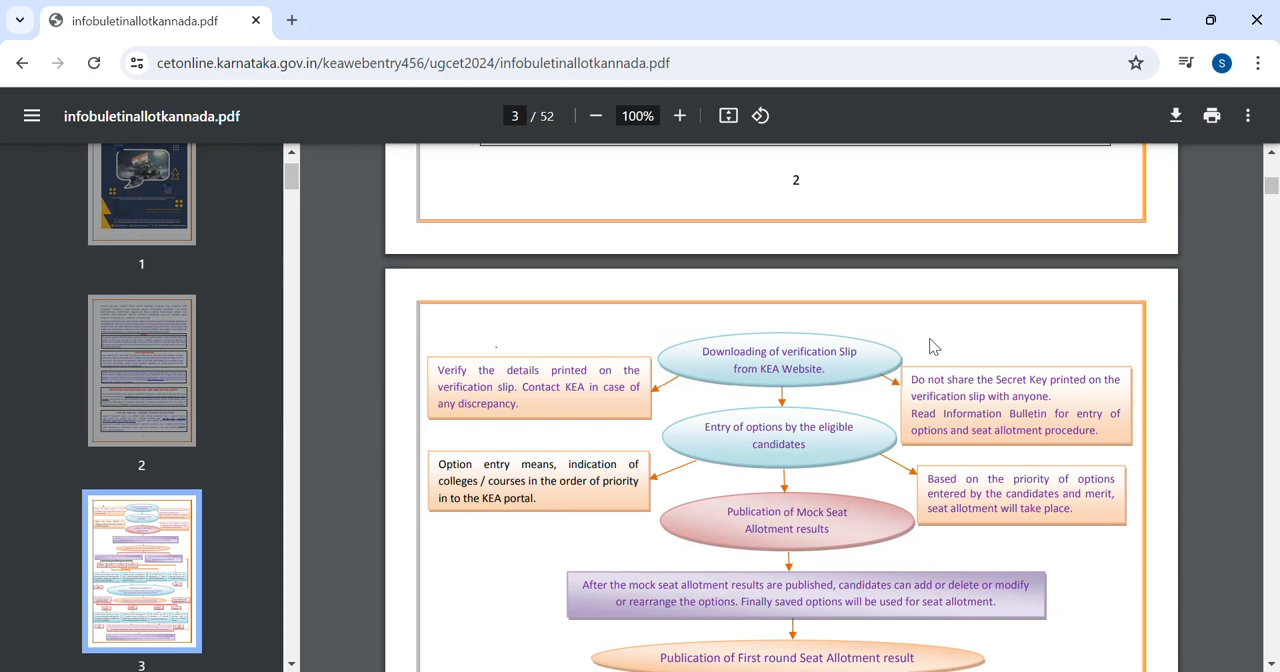 infobuletinallotkannada.pdf
cetonline.karnataka.gov.in/keawebentry456/ugcet2024/infobuletinallotkannada.pdf
S
infobuletinallotkannada.pdf
3 / 52
100%
1
2
3
2
Downloading of verification Slip
from KEA Website.
Verify the details printed on the
verification slip. Contact KEA in case of
any discrepancy.
Do not share the Secret Key printed on the
verification slip with anyone.
Read Information Bulletin for entry of
options and seat allotment procedure.
Entry of options by the eligible
candidates
Option entry means, indication of
colleges / courses in the order of priority
in to the KEA portal.
Based on the priority of options
entered by the candidates and merit,
seat allotment will take place.
Publication of Mock Seat
Allotment results
After the mock seat allotment results are published, candidates can add or delete or modify
or rearrange the options. Finally saved options will be used for seat allotment.
Publication of First round Seat Allotment result